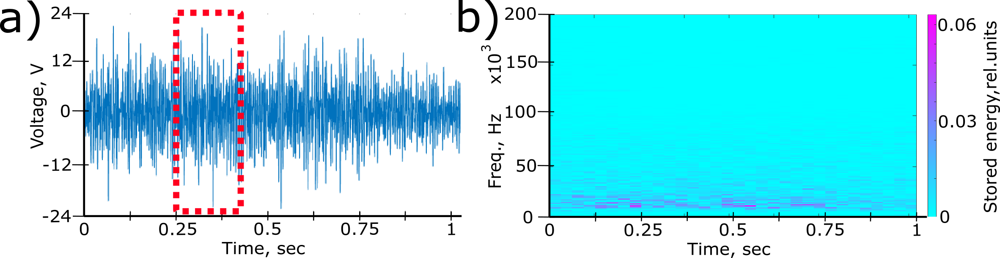 a)
24
12
0
-12
-24
Voltage, V
0 0.25 0.5 0.75 1
Time, sec
b)
200
150
100
50
0
Freq., Hz x10³
0 0.25 0.5 0.75 1
Time, sec
0.06
0.03
0
Stored energy,rel.units